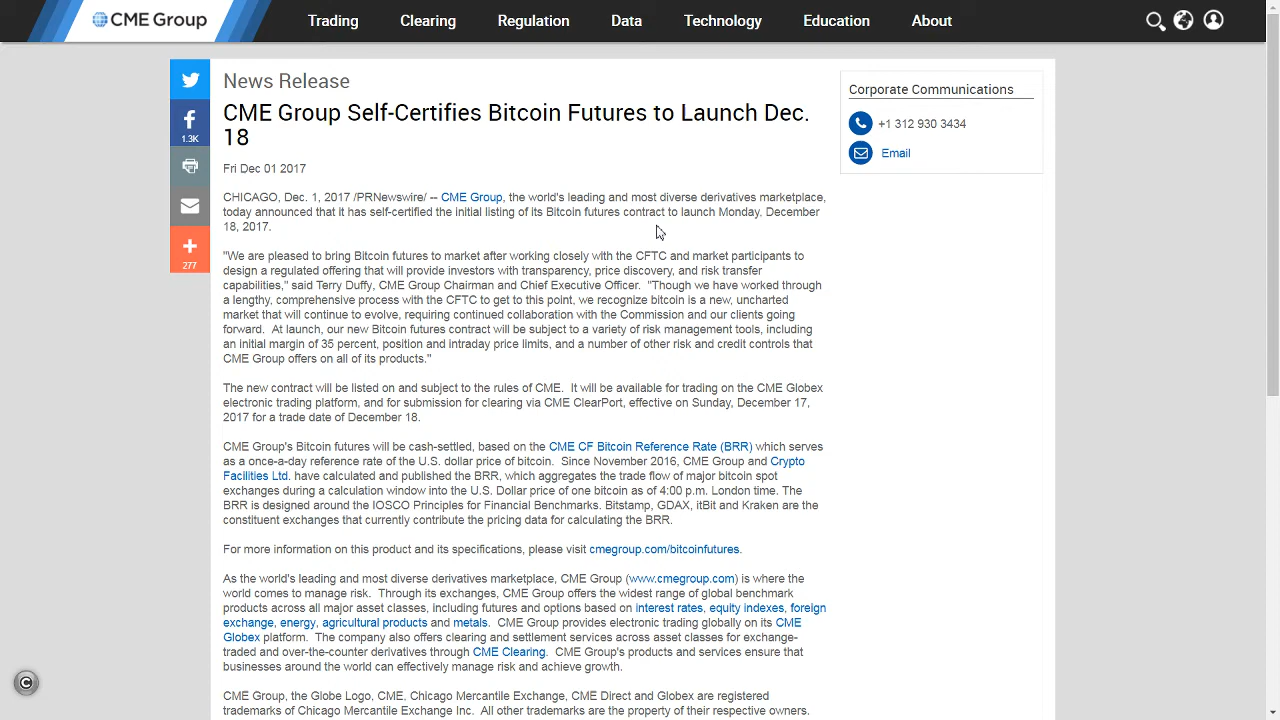 CME Group Trading Clearing Regulation Data Technology Education About
News Release
CME Group Self-Certifies Bitcoin Futures to Launch Dec.
18
1.3K
Fri Dec 01 2017
CHICAGO, Dec. 1, 2017 /PRNewswire/ -- CME Group, the world's leading and most diverse derivatives marketplace,
today announced that it has self-certified the initial listing of its Bitcoin futures contract to launch Monday, December
18, 2017.
277
"We are pleased to bring Bitcoin futures to market after working closely with the CFTC and market participants to
design a regulated offering that will provide investors with transparency, price discovery, and risk transfer
capabilities," said Terry Duffy, CME Group Chairman and Chief Executive Officer.  "Though we have worked through
a lengthy, comprehensive process with the CFTC to get to this point, we recognize bitcoin is a new, uncharted
market that will continue to evolve, requiring continued collaboration with the Commission and our clients going
forward.  At launch, our new Bitcoin futures contract will be subject to a variety of risk management tools, including
an initial margin of 35 percent, position and intraday price limits, and a number of other risk and credit controls that
CME Group offers on all of its products."
The new contract will be listed on and subject to the rules of CME.  It will be available for trading on the CME Globex
electronic trading platform, and for submission for clearing via CME ClearPort, effective on Sunday, December 17,
2017 for a trade date of December 18.
CME Group's Bitcoin futures will be cash-settled, based on the CME CF Bitcoin Reference Rate (BRR) which serves
as a once-a-day reference rate of the U.S. dollar price of bitcoin.  Since November 2016, CME Group and Crypto
Facilities Ltd. have calculated and published the BRR, which aggregates the trade flow of major bitcoin spot
exchanges during a calculation window into the U.S. Dollar price of one bitcoin as of 4:00 p.m. London time. The
BRR is designed around the IOSCO Principles for Financial Benchmarks. Bitstamp, GDAX, itBit and Kraken are the
constituent exchanges that currently contribute the pricing data for calculating the BRR.
For more information on this product and its specifications, please visit cmegroup.com/bitcoinfutures.
As the world's leading and most diverse derivatives marketplace, CME Group (www.cmegroup.com) is where the
world comes to manage risk.  Through its exchanges, CME Group offers the widest range of global benchmark
products across all major asset classes, including futures and options based on interest rates, equity indexes, foreign
exchange, energy, agricultural products and metals.  CME Group provides electronic trading globally on its CME
Globex platform.  The company also offers clearing and settlement services across asset classes for exchange-
traded and over-the-counter derivatives through CME Clearing.  CME Group's products and services ensure that
businesses around the world can effectively manage risk and achieve growth.
CME Group, the Globe Logo, CME, Chicago Mercantile Exchange, CME Direct and Globex are registered
trademarks of Chicago Mercantile Exchange Inc.  All other trademarks are the property of their respective owners.
Corporate Communications
+1 312 930 3434
Email